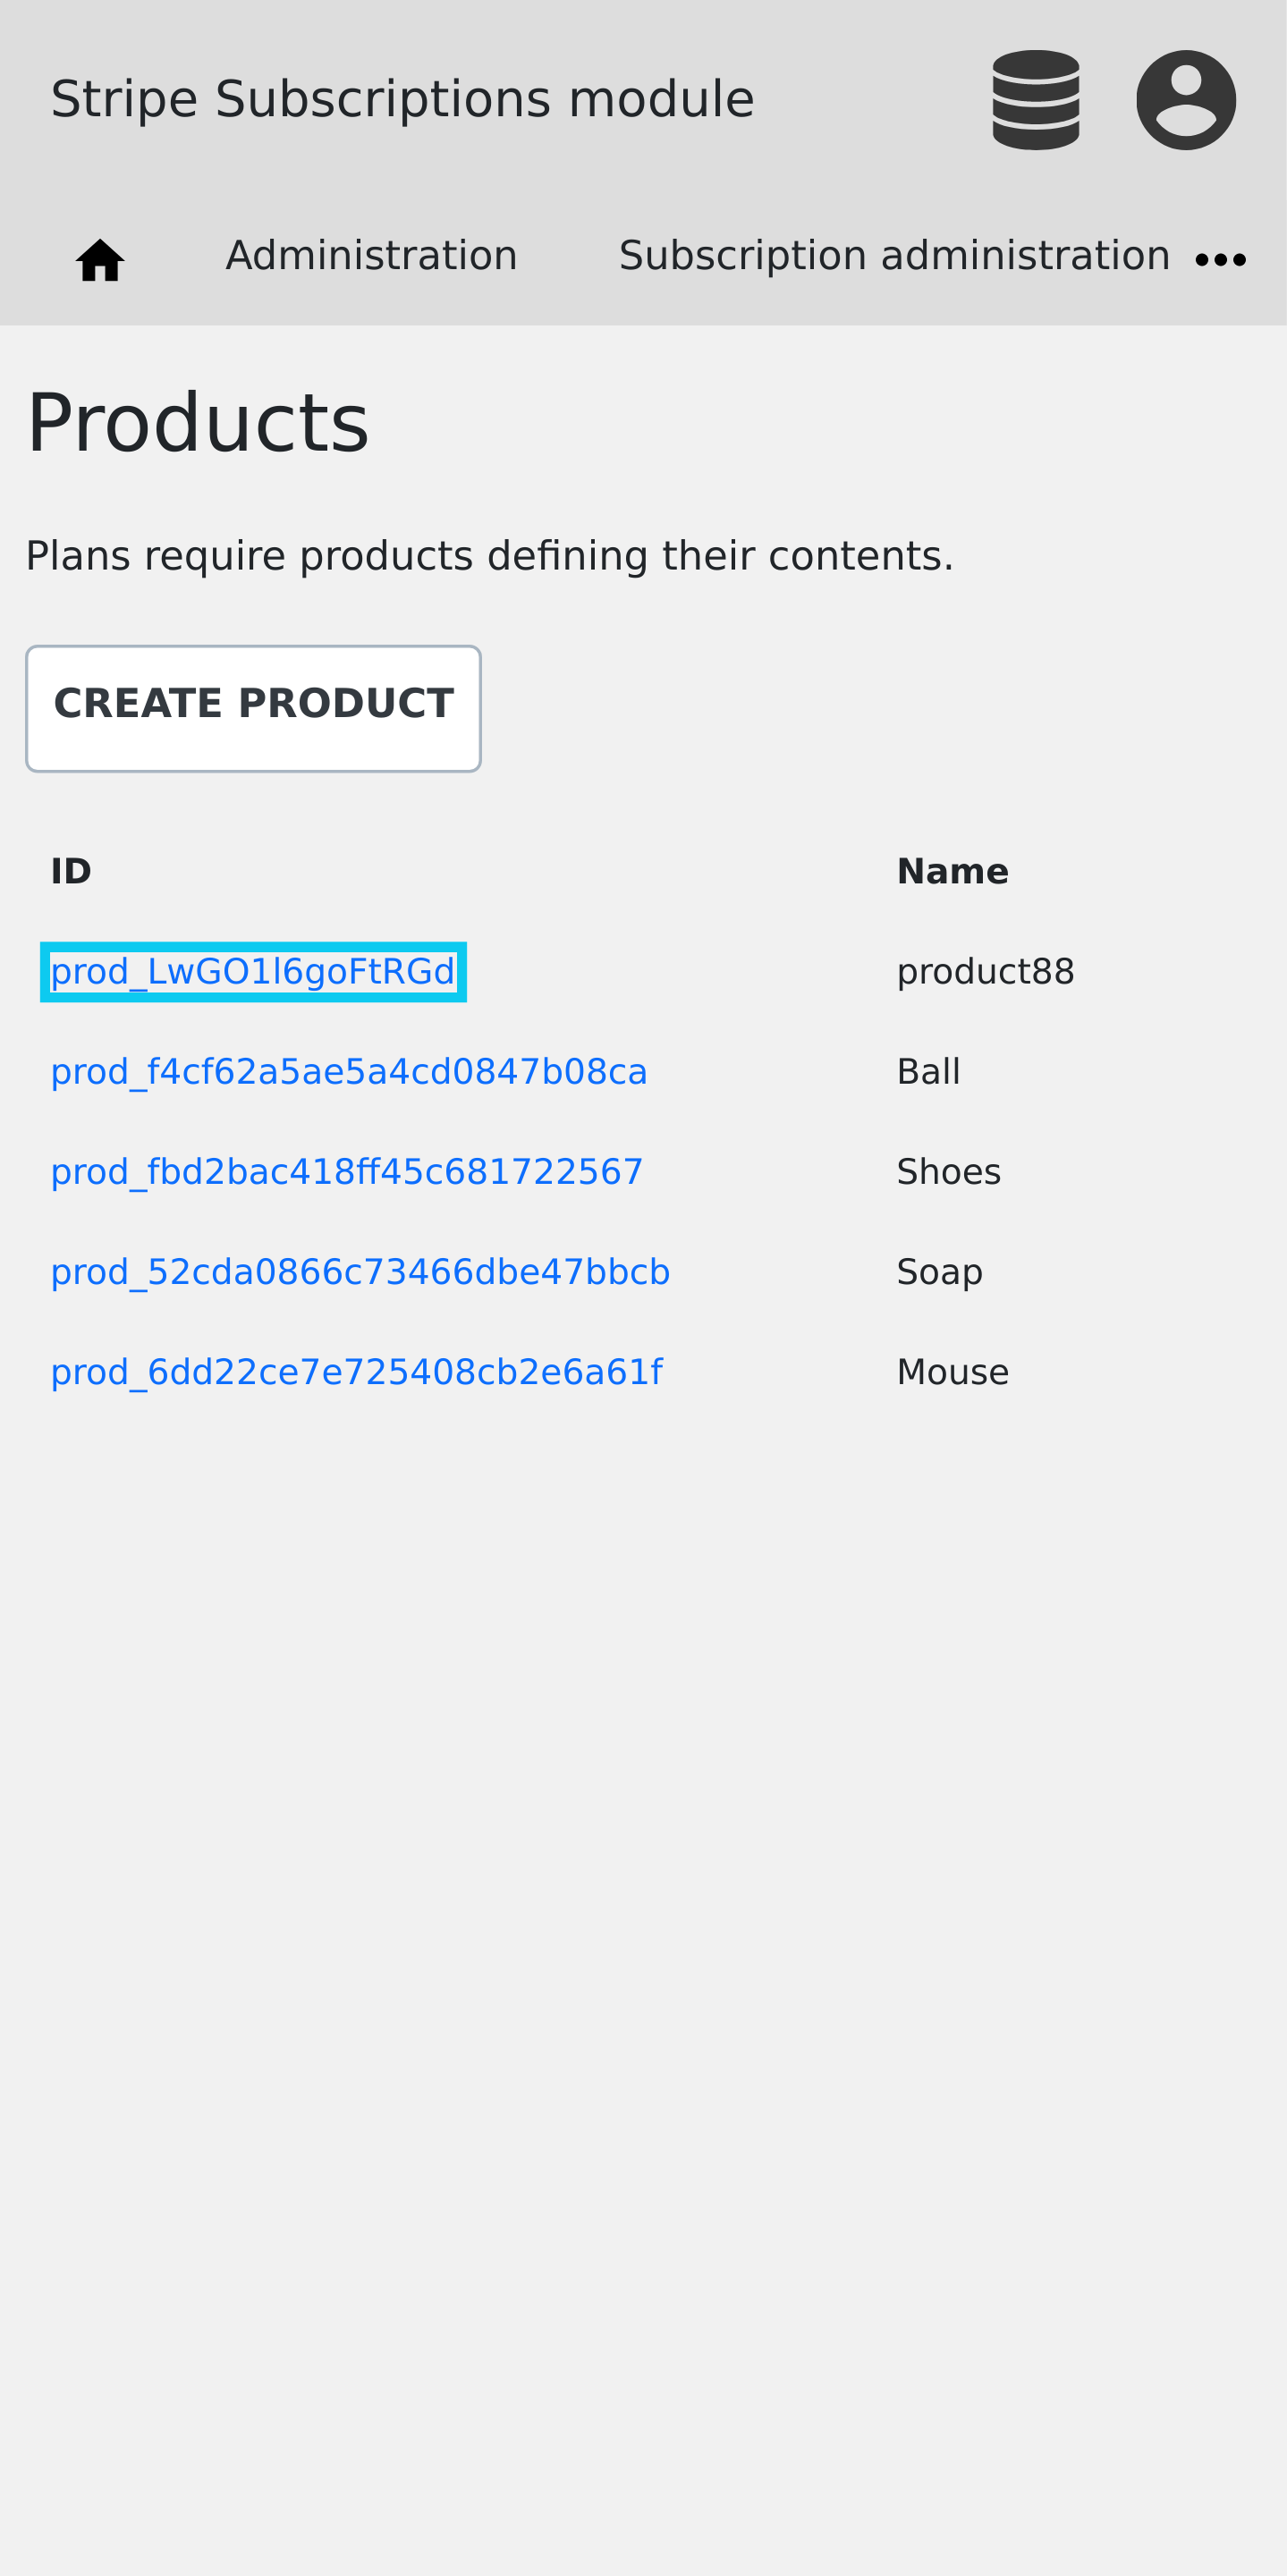 Stripe Subscriptions module
Administration Subscription administration
Products
Plans require products defining their contents.
CREATE PRODUCT
ID Name
prod_LwGO1l6goFtRGd product88
prod_f4cf62a5ae5a4cd0847b08ca Ball
prod_fbd2bac418ff45c681722567 Shoes
prod_52cda0866c73466dbe47bbcb Soap
prod_6dd22ce7e725408cb2e6a61f Mouse